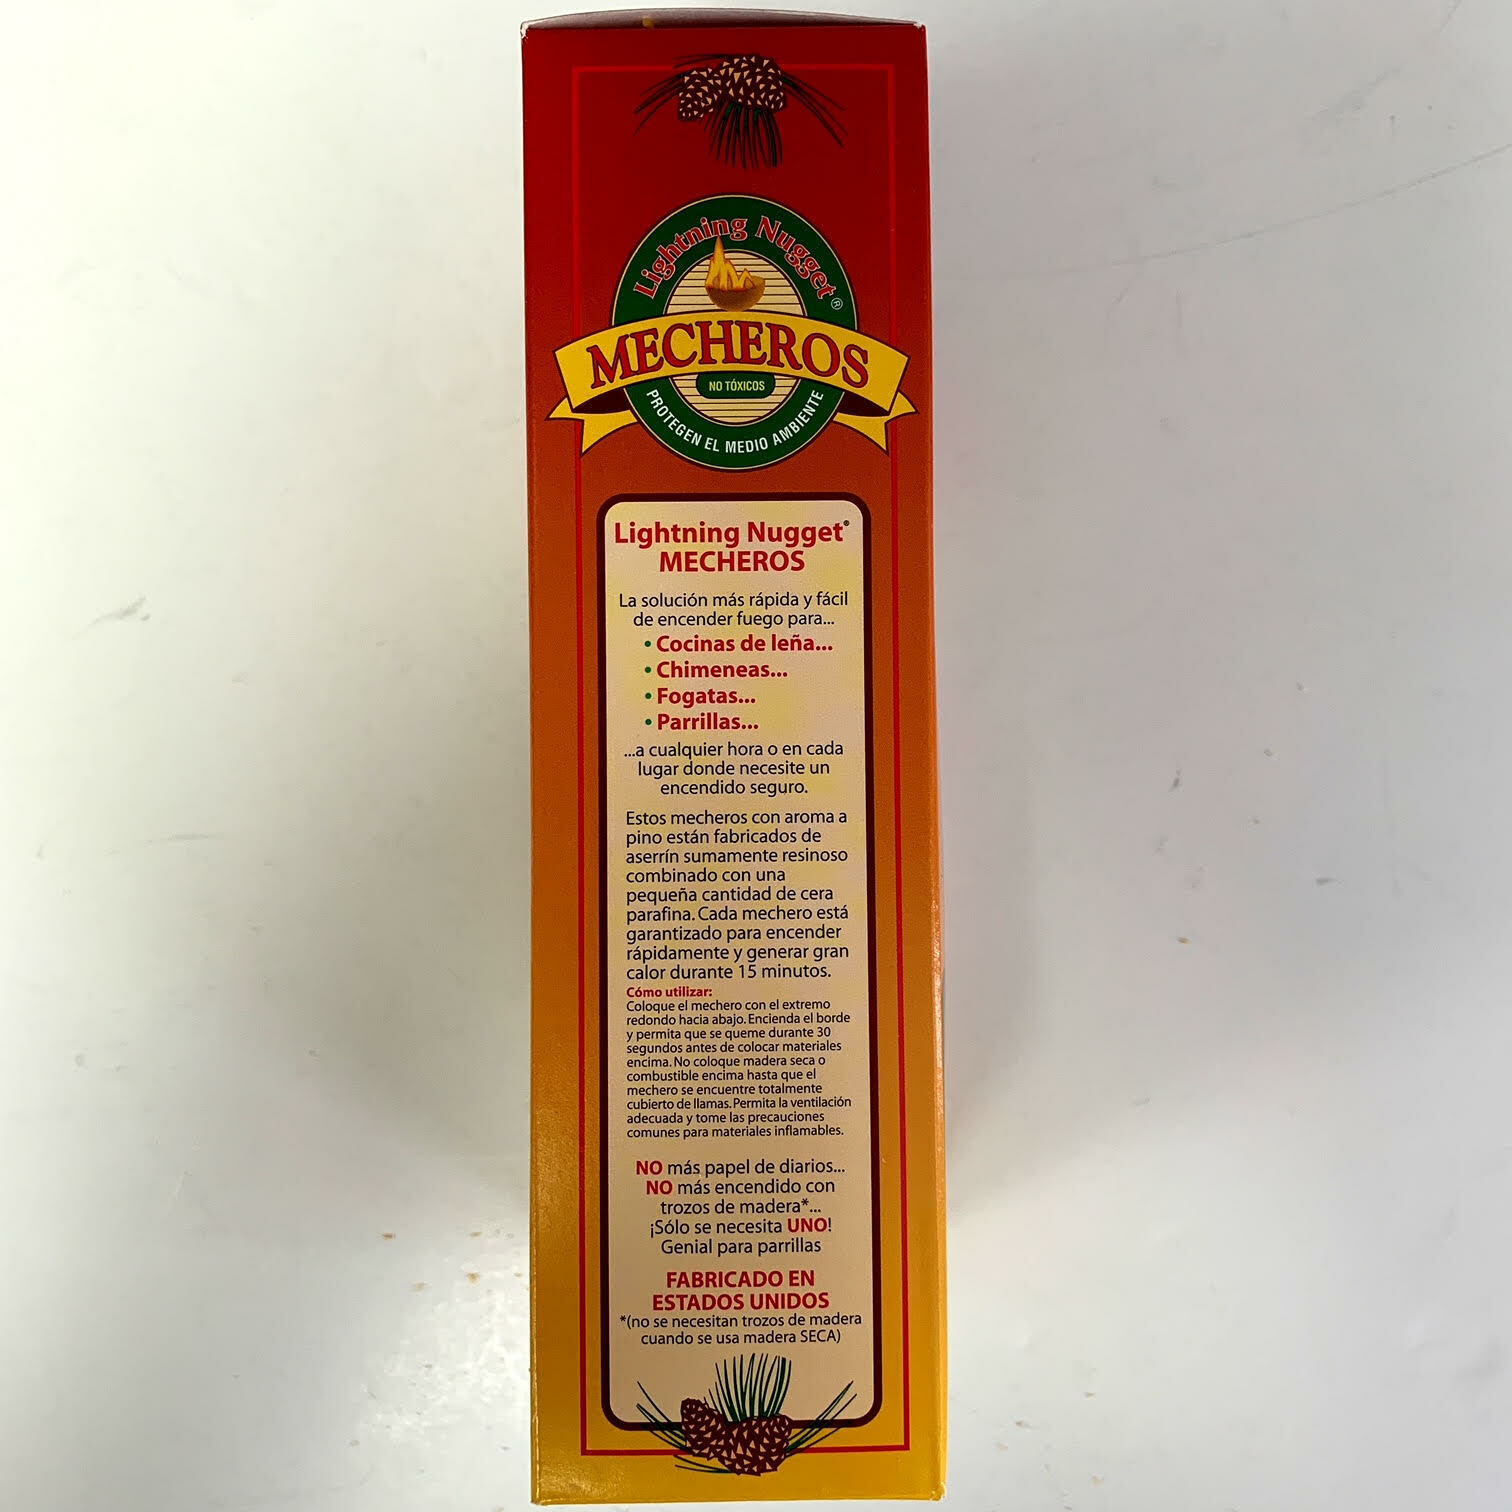 Lightning Nugget®
MECHEROS
NO TÓXICOS
PROTEGEN EL MEDIO AMBIENTE
Lightning Nugget®
MECHEROS
La solución más rápida y fácil
de encender fuego para...
• Cocinas de leña...
• Chimeneas...
• Fogatas...
• Parrillas...
...a cualquier hora o en cada
lugar donde necesite un
encendido seguro.
Estos mecheros con aroma a
pino están fabricados de
aserrín sumamente resinoso
combinado con una
pequeña cantidad de cera
parafina. Cada mechero está
garantizado para encender
rápidamente y generar gran
calor durante 15 minutos.
Cómo utilizar:
Coloque el mechero con el extremo
redondo hacia abajo. Encienda el borde
y permita que se queme durante 30
segundos antes de colocar materiales
encima. No coloque madera seca o
combustible encima hasta que el
mechero se encuentre totalmente
cubierto de llamas. Permita la ventilación
adecuada y tome las precauciones
comunes para materiales inflamables.
NO más papel de diarios...
NO más encendido con
trozos de madera*...
¡Sólo se necesita UNO!
Genial para parrillas
FABRICADO EN
ESTADOS UNIDOS
*(no se necesitan trozos de madera
cuando se usa madera SECA)